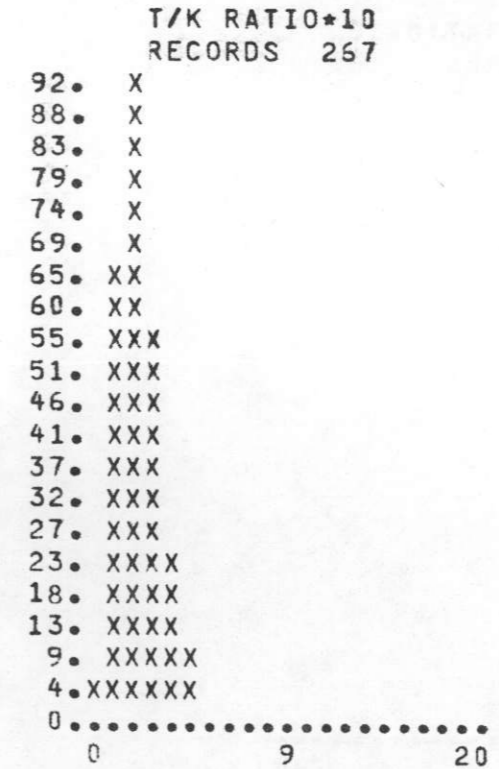 T/K RATIO*10
RECORDS 267
92. X
88. X
83. X
79. X
74. X
69. X
65. XX
60. XX
55. XXX
51. XXX
46. XXX
41. XXX
37. XXX
32. XXX
27. XXX
23. XXXX
18. XXXX
13. XXXX
9. XXXXX
4.XXXXXX
0......................
0 9 20